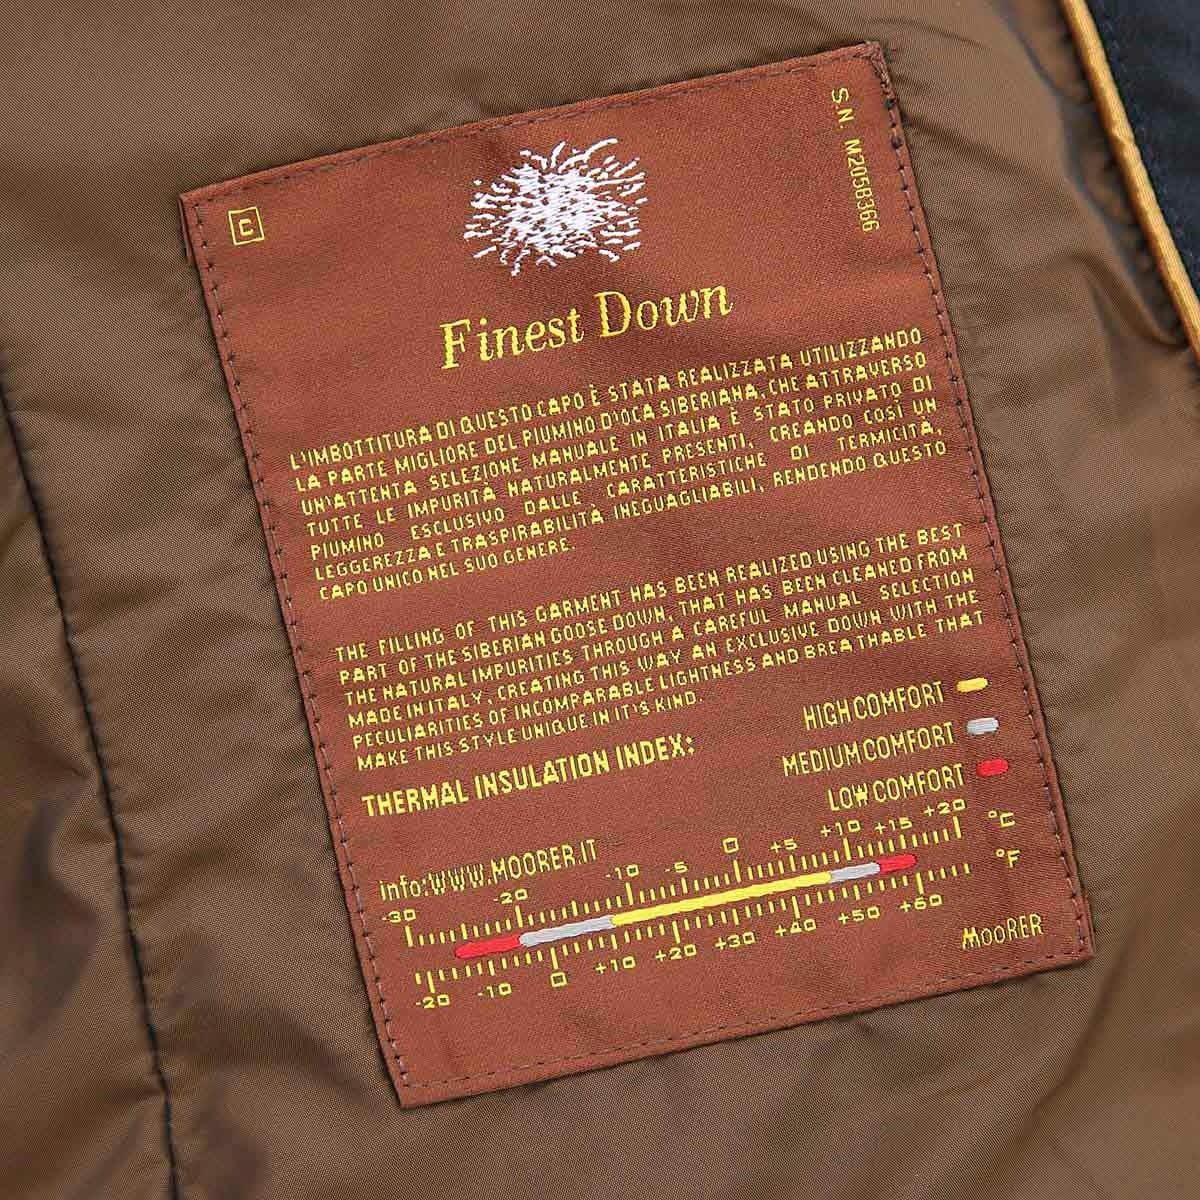 C
S.N. M2058366
Finest Down
L'IMBOTTITURA DI QUESTO CAPO È STATA REALIZZATA UTILIZZANDO
LA PARTE MIGLIORE DEL PIUMINO D'OCA SIBERIANA, CHE ATTRAVERSO
UN'ATTENTA SELEZIONE MANUALE IN ITALIA È STATO PRIVATO DI
TUTTE LE IMPURITÀ NATURALMENTE PRESENTI, CREANDO COSÌ UN
PIUMINO ESCLUSIVO DALLE CARATTERISTICHE DI TERMICITÀ,
LEGGEREZZA E TRASPIRABILITÀ INEGUAGLIABILI, RENDENDO QUESTO
CAPO UNICO NEL SUO GENERE.
THE FILLING OF THIS GARMENT HAS BEEN REALIZED USING THE BEST
PART OF THE SIBERIAN GOOSE DOWN, THAT HAS BEEN CLEANED FROM
THE NATURAL IMPURITIES THROUGH A CAREFUL MANUAL SELECTION
MADE IN ITALY, CREATING THIS WAY AN EXCLUSIVE DOWN WITH THE
PECULIARITIES OF INCOMPARABLE LIGHTNESS AND BREATHABLE THAT
MAKE THIS STYLE UNIQUE IN IT'S KIND.
THERMAL INSULATION INDEX:
HIGH COMFORT
MEDIUM COMFORT
LOW COMFORT
Info:WWW.MOORER.IT
-30 -20 -10 -5 0 +5 +10 +15 +20 °C
°F
-20 -10 0 +10 +20 +30 +40 +50 +60
MOORER